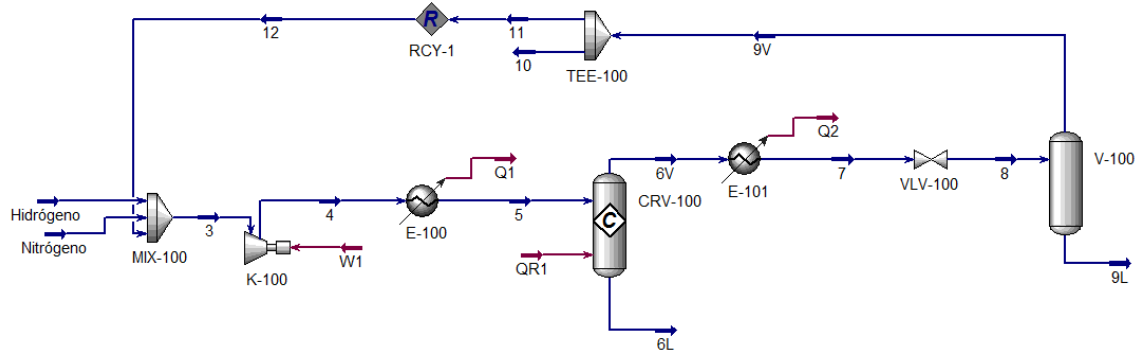 12
R
RCY-1
11
10
TEE-100
9V
Hidrógeno
Nitrógeno
MIX-100
3
4
K-100
W1
Q1
E-100
5
QR1
C
CRV-100
6V
6L
Q2
E-101
7
VLV-100
8
V-100
9L